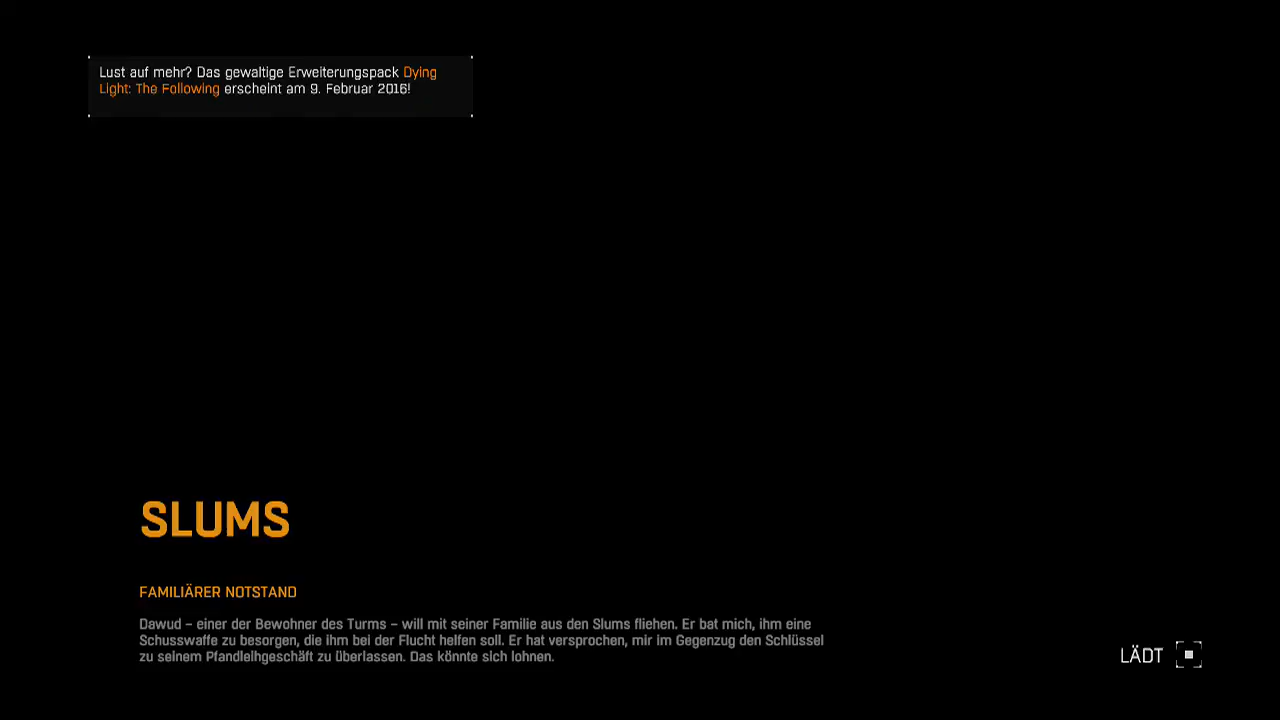 Lust auf mehr? Das gewaltige Erweiterungspack Dying
Light: The Following erscheint am 9. Februar 2016!
SLUMS
FAMILIÄRER NOTSTAND
Dawud – einer der Bewohner des Turms – will mit seiner Familie aus den Slums fliehen. Er bat mich, ihm eine
Schusswaffe zu besorgen, die ihm bei der Flucht helfen soll. Er hat versprochen, mir im Gegenzug den Schlüssel
zu seinem Pfandleihgeschäft zu überlassen. Das könnte sich lohnen.
LÄDT